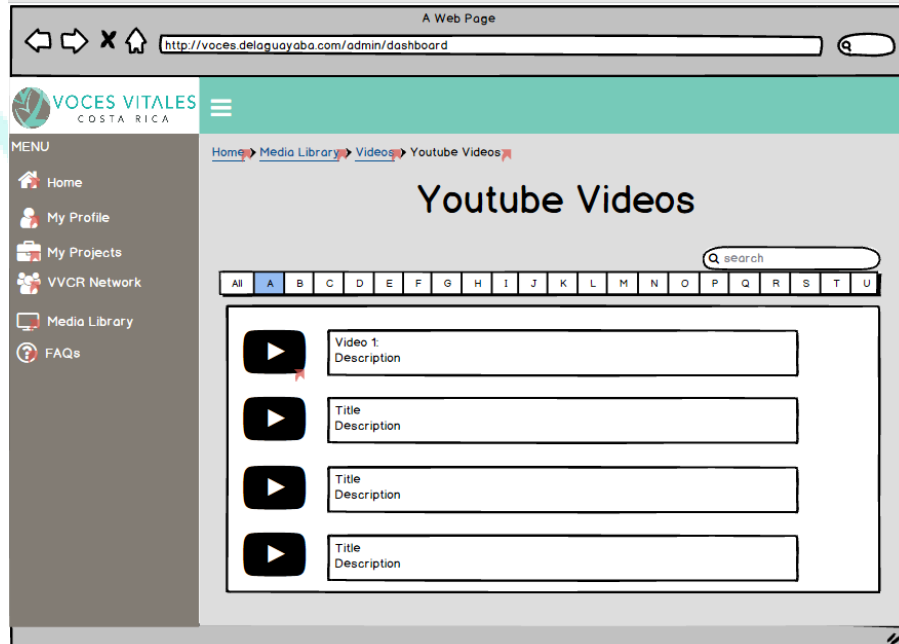 A Web Page
http://voces.delaguayaba.com/admin/dashboard
VOCES VITALES
COSTA RICA
MENU
Home > Media Library > Videos > Youtube Videos
Home
My Profile
My Projects
VVCR Network
Media Library
FAQs
Youtube Videos
search
All A B C D E F G H I J K L M N O P Q R S T U
Video 1:
Description
Title
Description
Title
Description
Title
Description